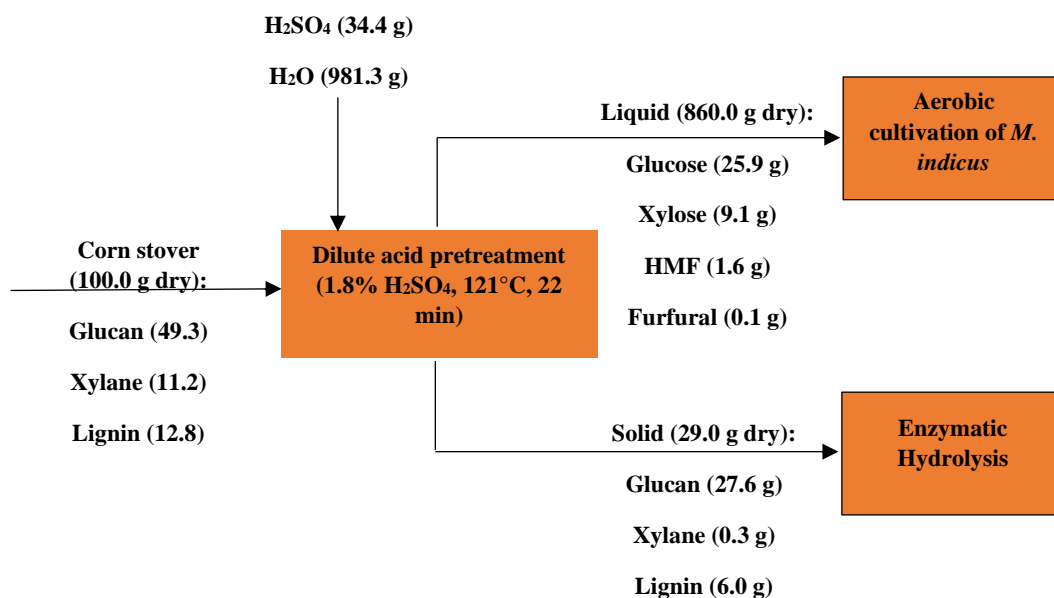 H₂SO₄ (34.4 g)
H₂O (981.3 g)
Corn stover
(100.0 g dry):
Glucan (49.3)
Xylane (11.2)
Lignin (12.8)
Dilute acid pretreatment
(1.8% H₂SO₄, 121°C, 22
min)
Liquid (860.0 g dry):
Glucose (25.9 g)
Xylose (9.1 g)
HMF (1.6 g)
Furfural (0.1 g)
Aerobic
cultivation of M.
indicus
Solid (29.0 g dry):
Glucan (27.6 g)
Xylane (0.3 g)
Lignin (6.0 g)
Enzymatic
Hydrolysis